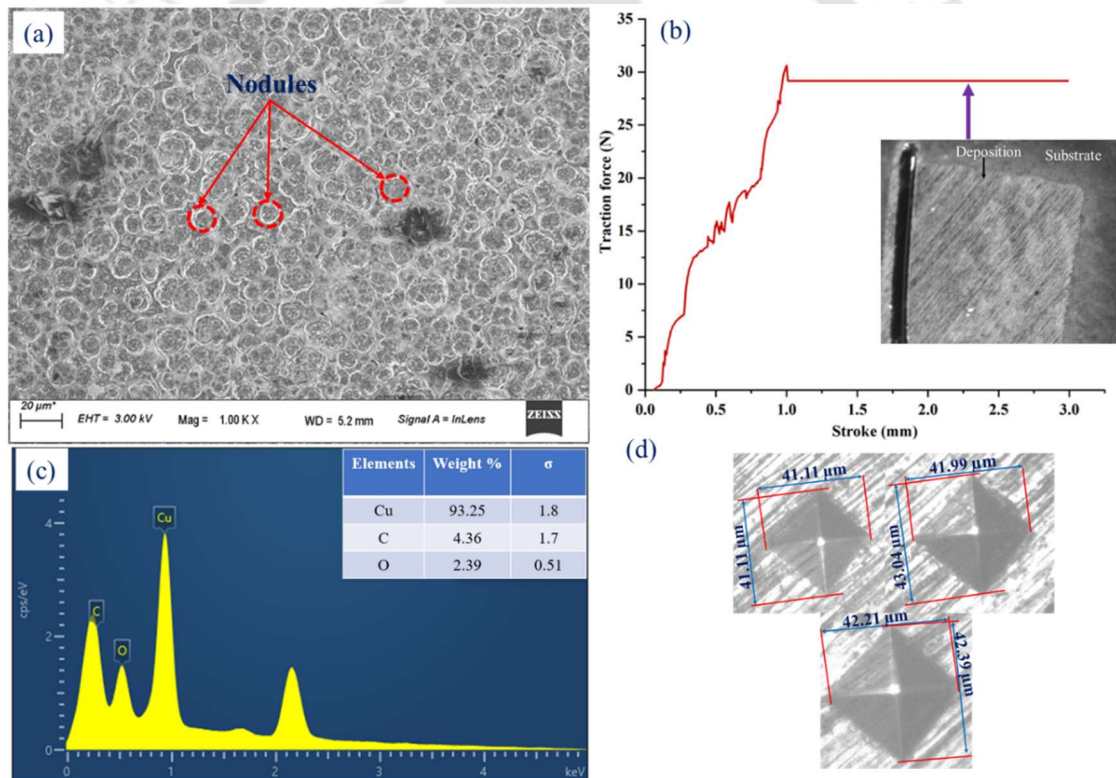 (a)
Nodules
20 µm*
EHT = 3.00 kV
Mag = 1.00 K X
WD = 5.2 mm
Signal A = InLens
ZEISS
(b)
35
30
25
20
15
10
5
0
Traction force (N)
0.0 0.5 1.0 1.5 2.0 2.5 3.0
Stroke (mm)
Deposition
Substrate
(c)
Elements Weight % σ
Cu 93.25 1.8
C 4.36 1.7
O 2.39 0.51
4
2
0
cps/eV
C
O
Cu
0 1 2 3 4
keV
(d)
41.11 µm
41.11 µm
41.99 µm
43.04 µm
42.21 µm
42.39 µm